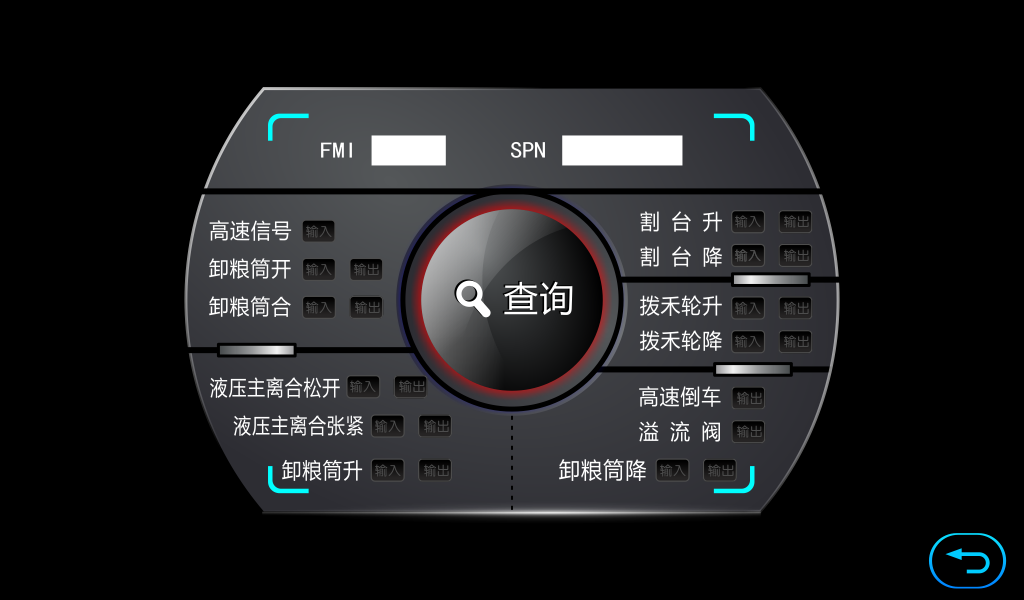 FMI SPN
高速信号 输入
卸粮筒开 输入 输出
卸粮筒合 输入 输出
液压主离合松开 输入 输出
液压主离合张紧 输入 输出
卸粮筒升 输入 输出
查询
割台升 输入 输出
割台降 输入 输出
拨禾轮升 输入 输出
拨禾轮降 输入 输出
高速倒车 输出
溢流阀 输出
卸粮筒降 输入 输出